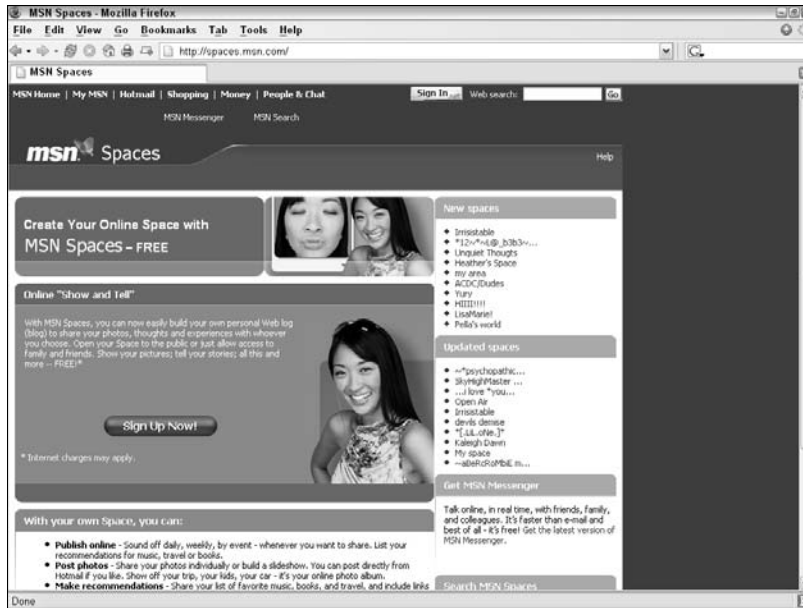 MSN Spaces - Mozilla Firefox
File Edit View Go Bookmarks Tab Tools Help
http://spaces.msn.com/
G
MSN Spaces
MSN Home | My MSN | Hotmail | Shopping | Money | People & Chat
Sign In
Web search:
Go
MSN Messenger MSN Search
msn Spaces
Help
Create Your Online Space with
MSN Spaces - FREE
Online "Show and Tell"
With MSN Spaces, you can now easily build your own personal Web log
(blog) to share your photos, thoughts and experiences with whoever
you choose. Open your Space to the public or just allow access to
family and friends. Show your pictures; tell your stories; all this and
more -- FREE!*
Sign Up Now!
* Internet charges may apply.
With your own Space, you can:
• Publish online - Sound off daily, weekly, by event - whenever you want to share. List your
recommendations for music, travel or books.
• Post photos - Share your photos individually or build a slideshow. You can post directly from
Hotmail if you like. Show off your trip, your kids, your car - it's your online photo album.
• Make recommendations - Share your list of favorite music, books, and travel, and include links
New spaces
Irrisistable
Unquiet Thougts
Heather's Space
my area
ACDC/Dudes
Yury
HIIII!!!!
LisaMarie!
Pella's world
Updated spaces
~*psychopathic...
SkyHighMaster ...
...i love *you...
Open Air
Irrisistable
devils demise
*[.LiL.oNe.]*
Kaleigh Dawn
My space
~aBeRcRoMbiE m...
Get MSN Messenger
Talk online, in real time, with friends, family,
and colleagues. It's faster than e-mail and
best of all - it's free! Get the latest version of
MSN Messenger.
Search MSN Spaces
Done